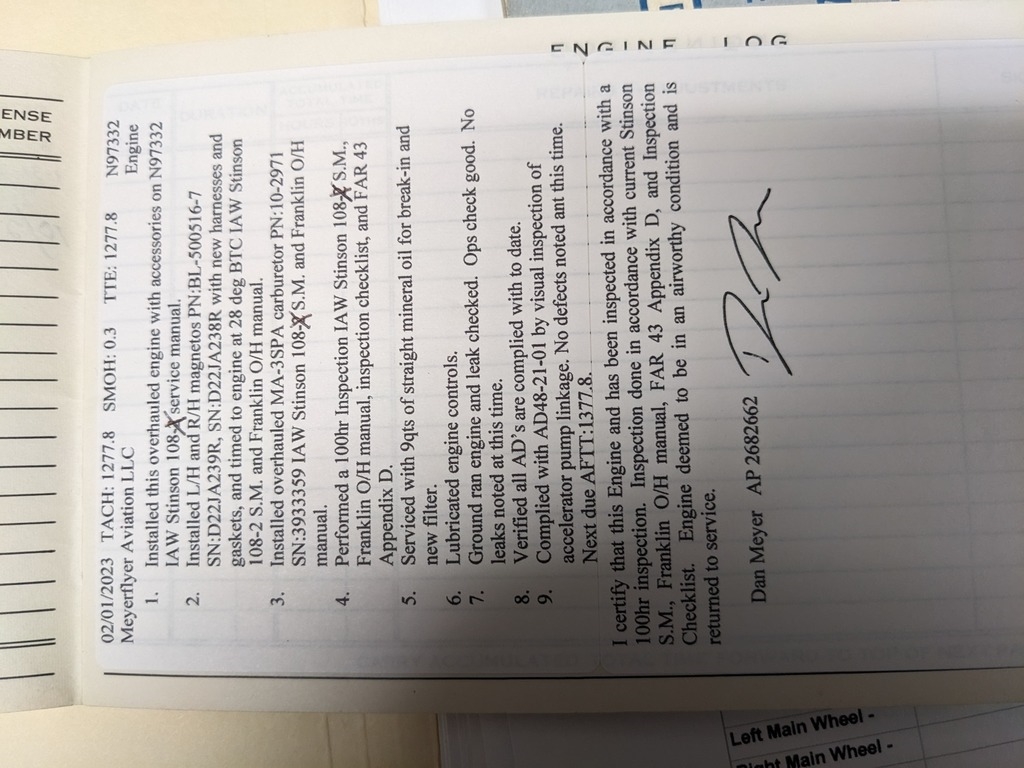 ENSE
MBER
ENGINE LOG
02/01/2023 TACH: 1277.8 SMOH: 0.3 TTE: 1277.8 N97332
Meyerflyer Aviation LLC Engine
1. Installed this overhauled engine with accessories on N97332
IAW Stinson 108-X service manual.
2. Installed L/H and R/H magnetos PN:BL-500516-7
SN:D22JA239R, SN:D22JA238R with new harnesses and
gaskets, and timed to engine at 28 deg BTC IAW Stinson
108-2 S.M. and Franklin O/H manual.
3. Installed overhauled MA-3SPA carburetor PN:10-2971
SN:3933359 IAW Stinson 108-X S.M. and Franklin O/H
manual.
4. Performed a 100hr Inspection IAW Stinson 108-X S.M.,
Franklin O/H manual, inspection checklist, and FAR 43
Appendix D.
5. Serviced with 9qts of straight mineral oil for break-in and
new filter.
6. Lubricated engine controls.
7. Ground ran engine and leak checked. Ops check good. No
leaks noted at this time.
8. Verified all AD's are complied with to date.
9. Complied with AD48-21-01 by visual inspection of
accelerator pump linkage. No defects noted ant this time.
Next due AFTT:1377.8.
I certify that this Engine and has been inspected in accordance with a
100hr inspection. Inspection done in accordance with current Stinson
S.M., Franklin O/H manual, FAR 43 Appendix D, and Inspection
Checklist. Engine deemed to be in an airworthy condition and is
returned to service.
Dan Meyer AP 2682662
Left Main Wheel -
Right Main Wheel -